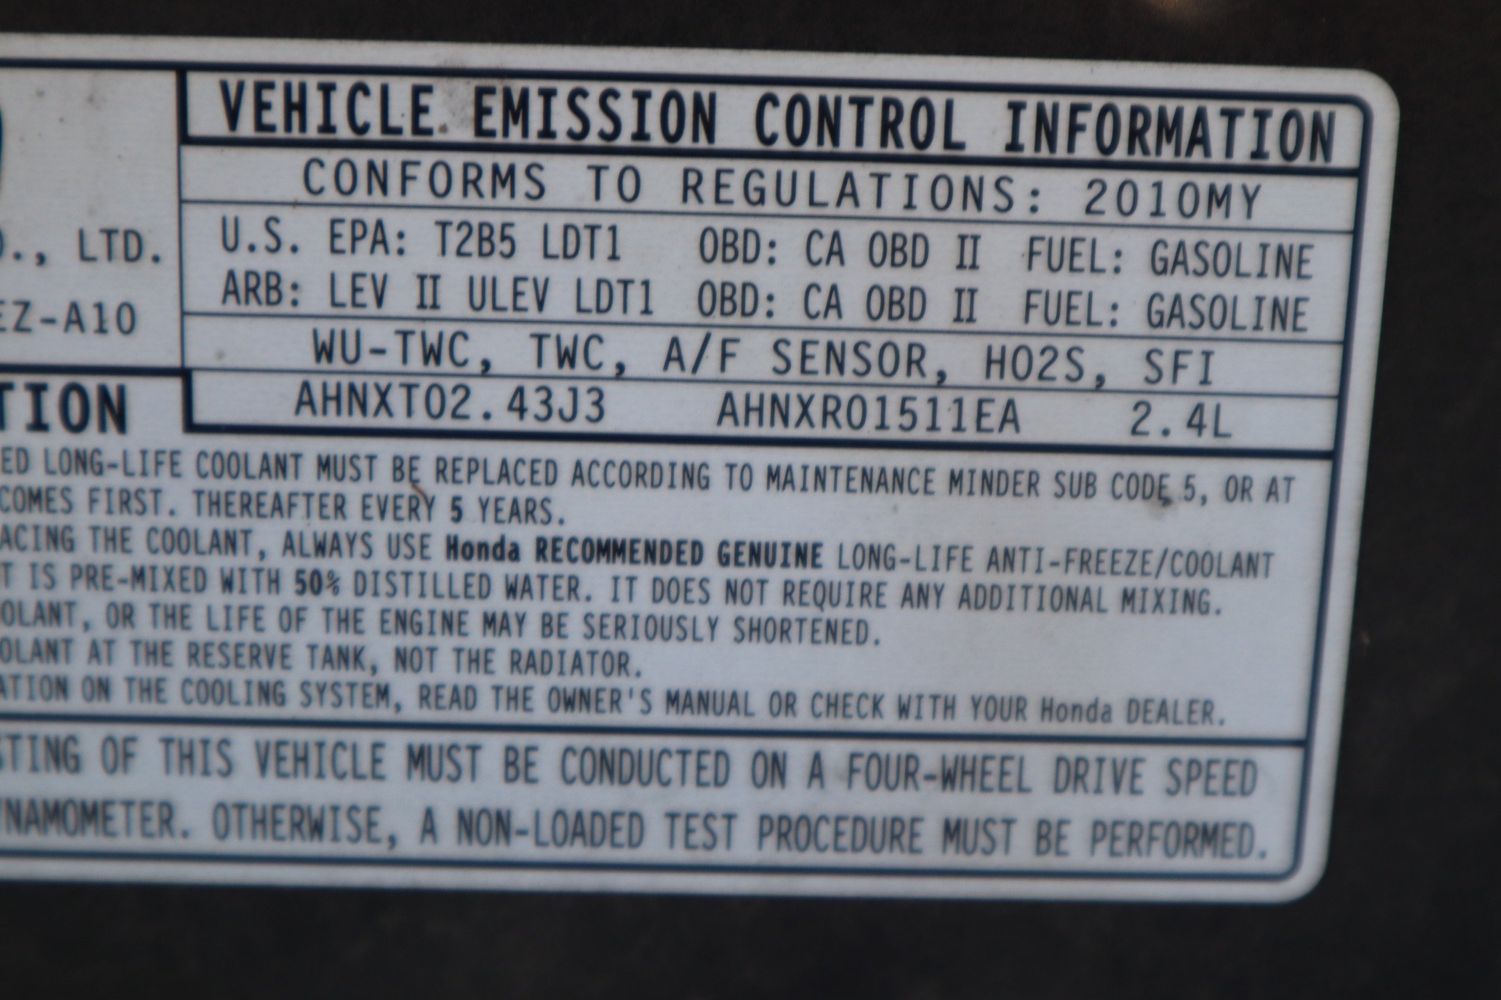 VEHICLE EMISSION CONTROL INFORMATION
CONFORMS TO REGULATIONS: 2010MY
., LTD. U.S. EPA: T2B5 LDT1 OBD: CA OBD II FUEL: GASOLINE
EZ-A10 ARB: LEV II ULEV LDT1 OBD: CA OBD II FUEL: GASOLINE
WU-TWC, TWC, A/F SENSOR, HO2S, SFI
TION AHNXT02.43J3 AHNXR01511EA 2.4L
ED LONG-LIFE COOLANT MUST BE REPLACED ACCORDING TO MAINTENANCE MINDER SUB CODE 5, OR AT
COMES FIRST. THEREAFTER EVERY 5 YEARS.
ACING THE COOLANT, ALWAYS USE Honda RECOMMENDED GENUINE LONG-LIFE ANTI-FREEZE/COOLANT
T IS PRE-MIXED WITH 50% DISTILLED WATER. IT DOES NOT REQUIRE ANY ADDITIONAL MIXING.
OLANT, OR THE LIFE OF THE ENGINE MAY BE SERIOUSLY SHORTENED.
OLANT AT THE RESERVE TANK, NOT THE RADIATOR.
ATION ON THE COOLING SYSTEM, READ THE OWNER'S MANUAL OR CHECK WITH YOUR Honda DEALER.
STING OF THIS VEHICLE MUST BE CONDUCTED ON A FOUR-WHEEL DRIVE SPEED
YNAMOMETER. OTHERWISE, A NON-LOADED TEST PROCEDURE MUST BE PERFORMED.